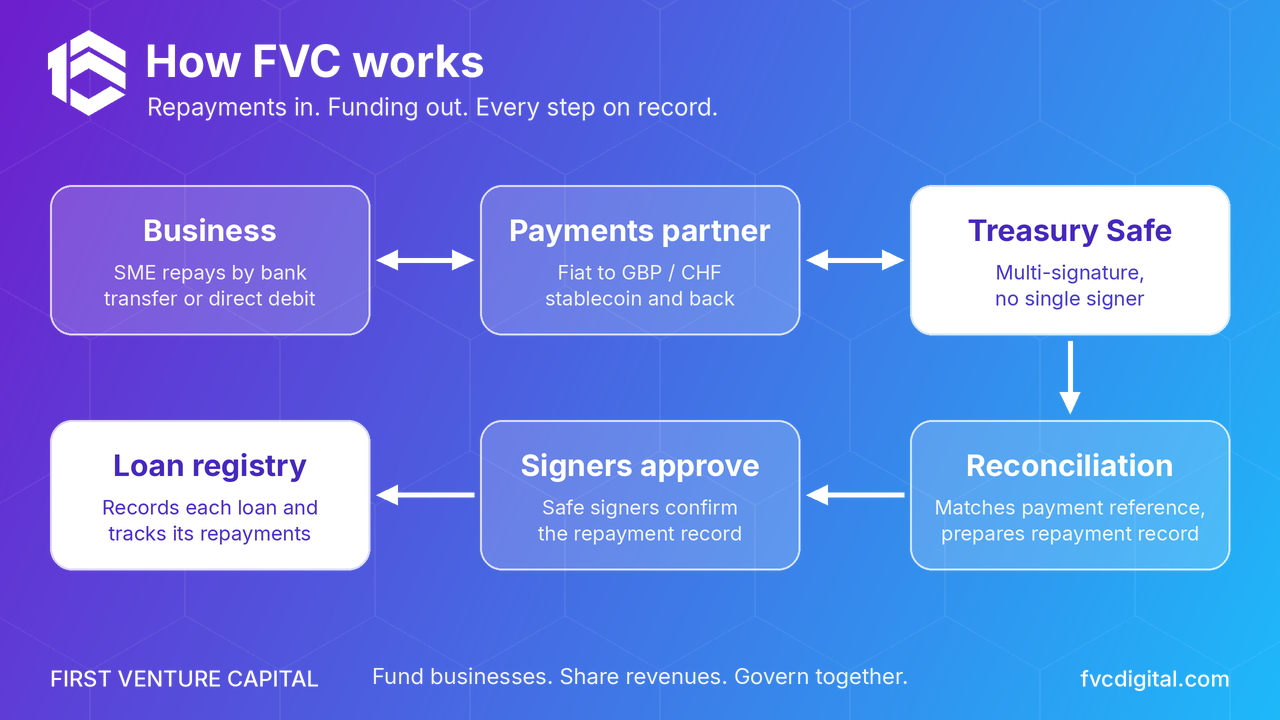 How FVC works
Repayments in. Funding out. Every step on record.
Business
SME repays by bank
transfer or direct debit
Payments partner
Fiat to GBP / CHF
stablecoin and back
Treasury Safe
Multi-signature,
no single signer
Loan registry
Records each loan and
tracks its repayments
Signers approve
Safe signers confirm
the repayment record
Reconciliation
Matches payment reference,
prepares repayment record
FIRST VENTURE CAPITAL
Fund businesses. Share revenues. Govern together.
fvcdigital.com